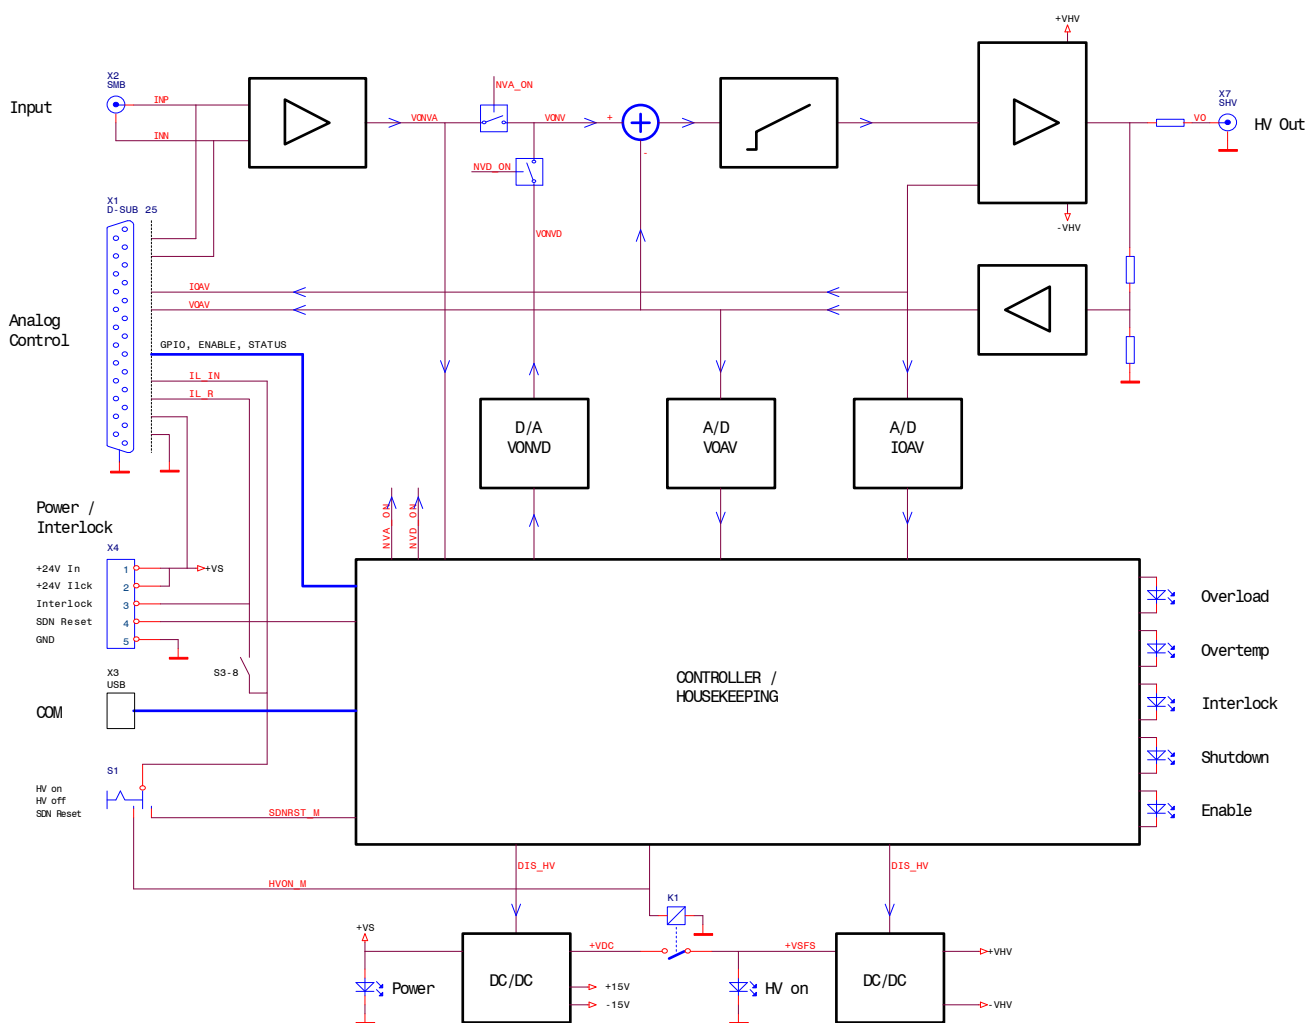 +VHV
X2
SMB
NVA_ON
X7
SHV
Input
INP
INN
VONVA
VONV
+
-
VO
HV Out
NVD_ON
X1
D-SUB 25
-VHV
VONVD
IOAV
VOAV
Analog
Control
GPIO, ENABLE, STATUS
IL_IN
IL_R
D/A
VONVD
A/D
VOAV
A/D
IOAV
Power /
Interlock
NVA_ON
NVD_ON
X4
+24V In
1
+VS
+24V Ilck
2
Interlock
3
SDN Reset
4
GND
5
S3-8
X3
USB
COM
CONTROLLER /
HOUSEKEEPING
Overload
Overtemp
Interlock
Shutdown
Enable
S1
HV on
HV off
SDN Reset
SDNRST_M
HVON_M
DIS_HV
DIS_HV
K1
+VS
Power
DC/DC
+VDC
+15V
-15V
HV on
+VSFS
DC/DC
+VHV
-VHV